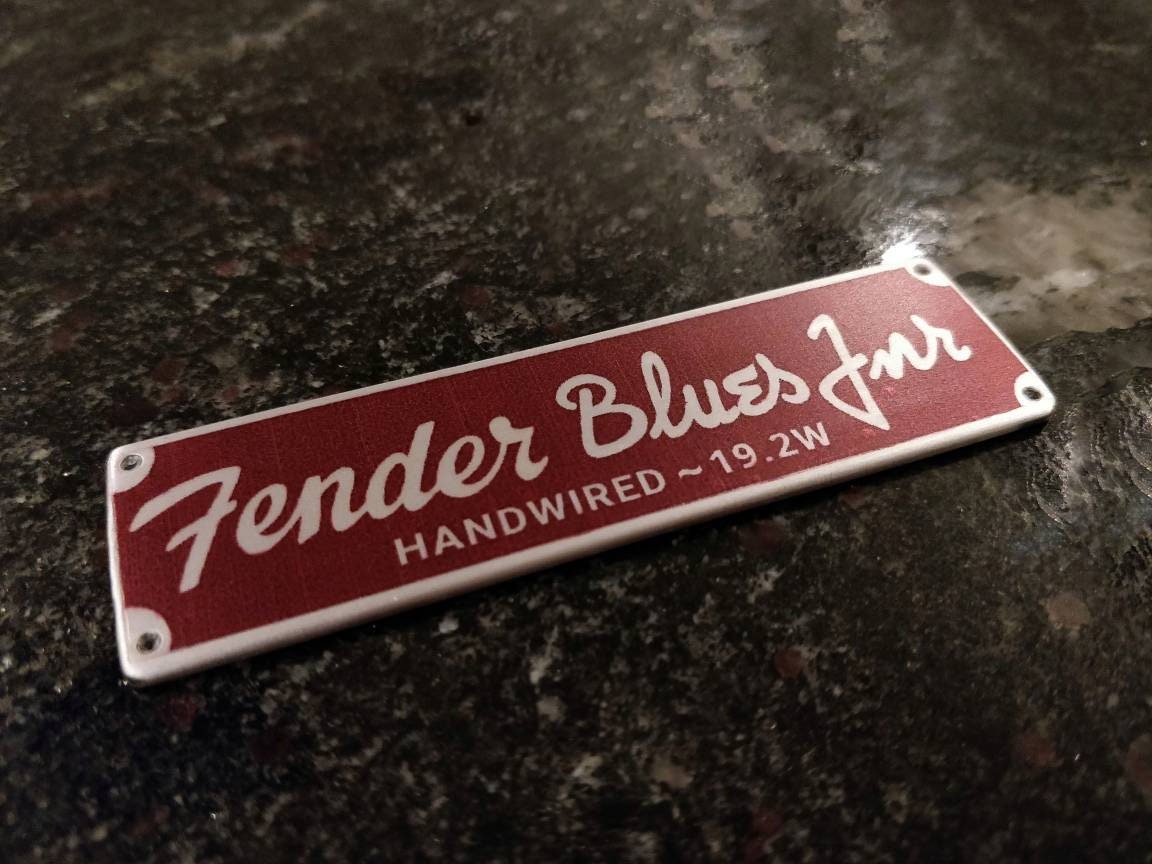 Fender Blues Jnr
HANDWIRED ~ 19.2W